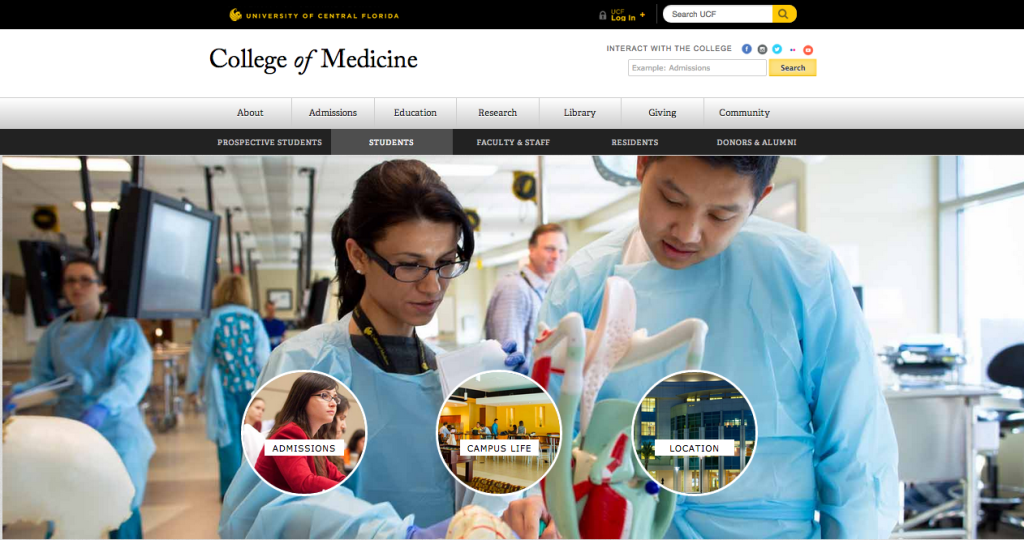 UNIVERSITY OF CENTRAL FLORIDA
UCF
Log In +
Search UCF
College of Medicine
INTERACT WITH THE COLLEGE
Example: Admissions
Search
About
Admissions
Education
Research
Library
Giving
Community
PROSPECTIVE STUDENTS
STUDENTS
FACULTY & STAFF
RESIDENTS
DONORS & ALUMNI
ADMISSIONS
CAMPUS LIFE
LOCATION